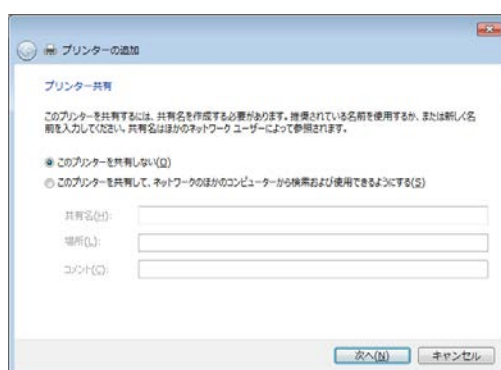 プリンターの追加
プリンター共有
このプリンターを共有するには、共有名を作成する必要があります。推奨されている名前を使用するか、または新しく名
前を入力してください。共有名はほかのネットワーク ユーザーによって参照されます。
このプリンターを共有しない(O)
このプリンターを共有して、ネットワークのほかのコンピューターから検索および使用できるようにする(S)
共有名(H):
場所(L):
コメント(C):
次へ(N) キャンセル